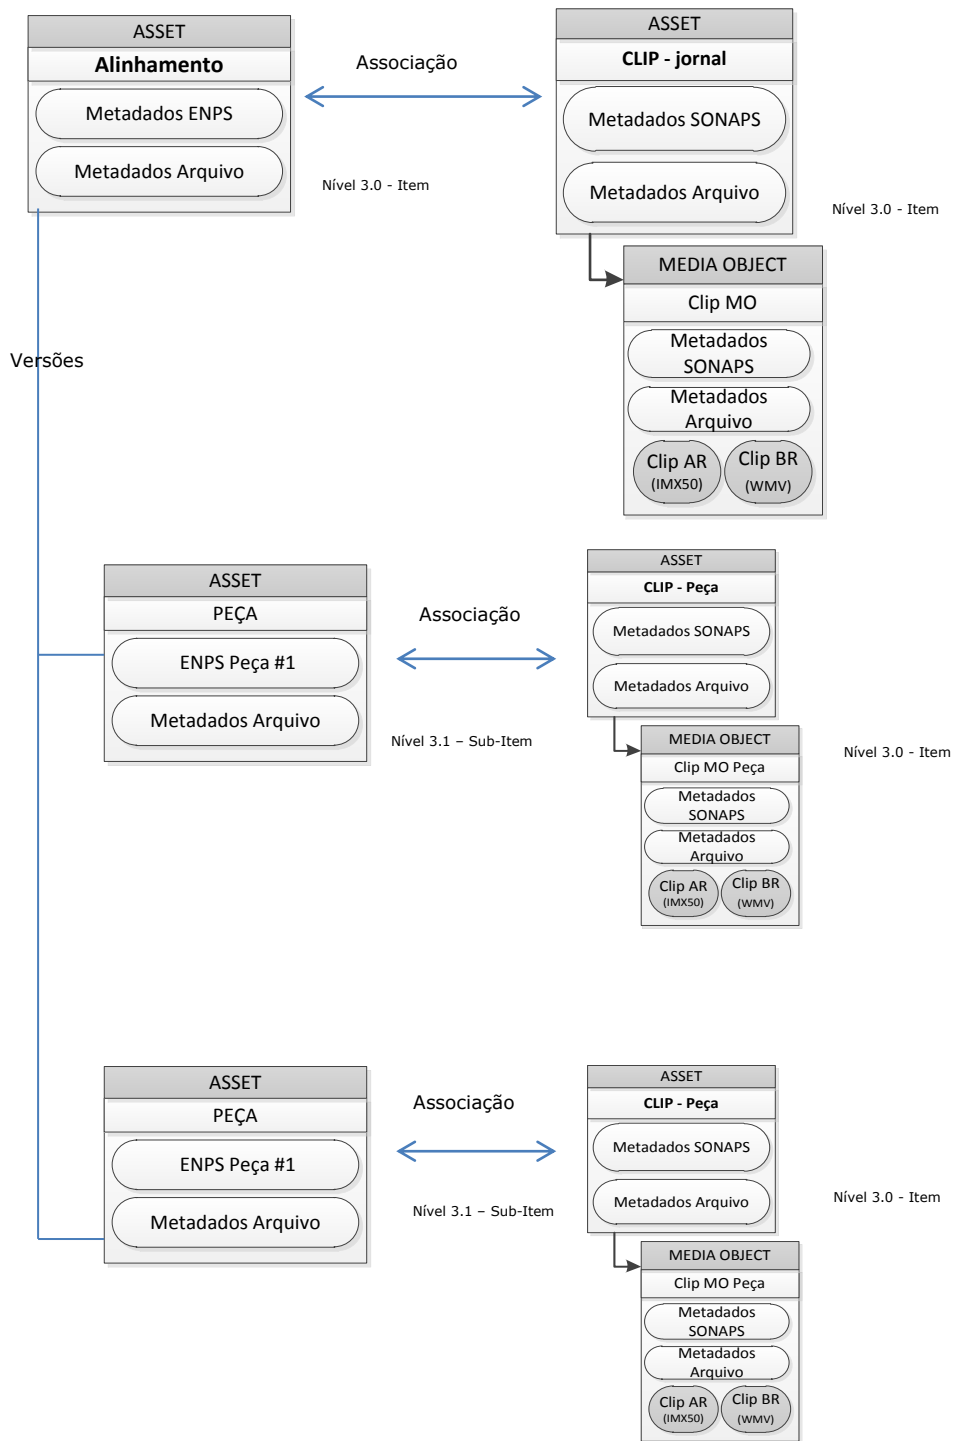 ASSET
Alinhamento
Metadados ENPS
Metadados Arquivo
Associação
Nível 3.0 - Item
ASSET
CLIP - jornal
Metadados SONAPS
Metadados Arquivo
Nível 3.0 - Item
MEDIA OBJECT
Clip MO
Metadados
SONAPS
Metadados
Arquivo
Clip AR
(IMX50)
Clip BR
(WMV)
Versões
ASSET
PEÇA
ENPS Peça #1
Metadados Arquivo
Associação
Nível 3.1 – Sub-Item
ASSET
CLIP - Peça
Metadados SONAPS
Metadados Arquivo
Nível 3.0 - Item
MEDIA OBJECT
Clip MO Peça
Metadados
SONAPS
Metadados
Arquivo
Clip AR
(IMX50)
Clip BR
(WMV)
ASSET
PEÇA
ENPS Peça #1
Metadados Arquivo
Associação
Nível 3.1 – Sub-Item
ASSET
CLIP - Peça
Metadados SONAPS
Metadados Arquivo
Nível 3.0 - Item
MEDIA OBJECT
Clip MO Peça
Metadados
SONAPS
Metadados
Arquivo
Clip AR
(IMX50)
Clip BR
(WMV)